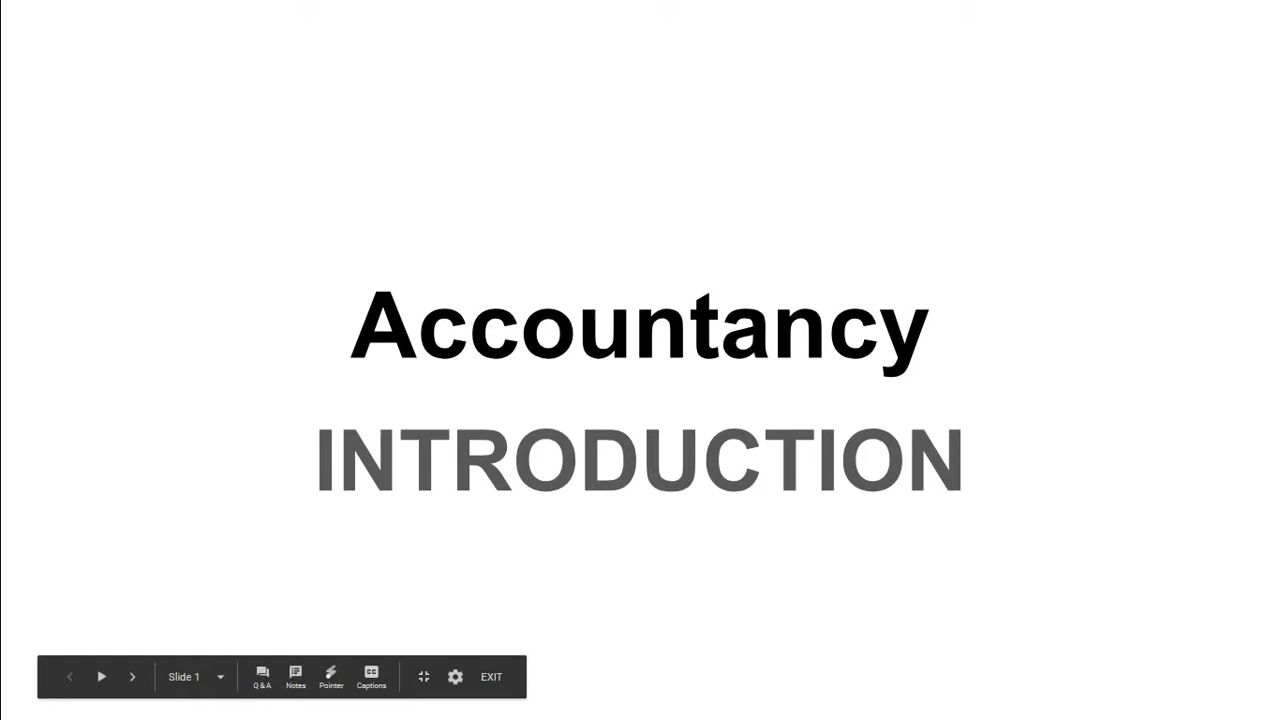 Accountancy
INTRODUCTION
Slide 1
Q&A Notes Pointer Captions
EXIT